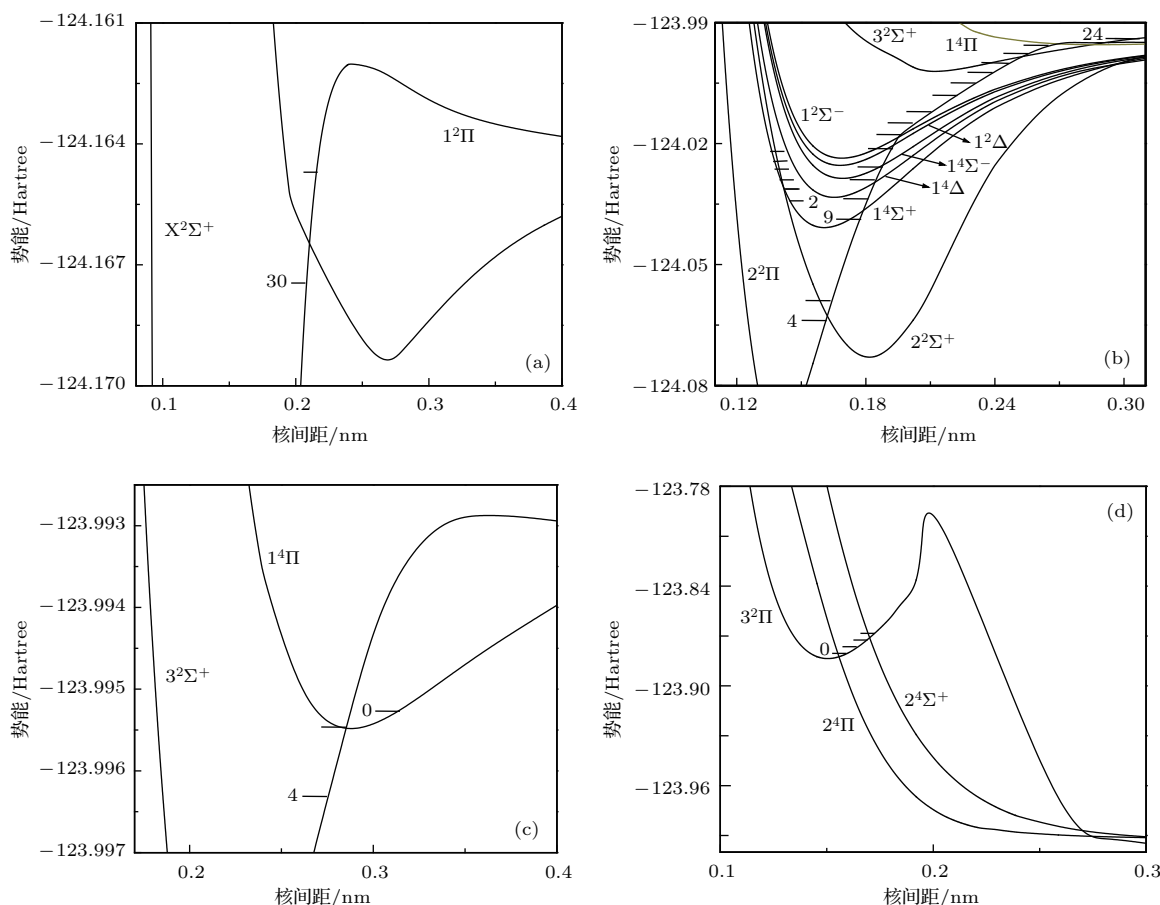 −124.161
−124.164
−124.167
−124.170
势能/Hartree
X²Σ⁺
1²Π
30
(a)
0.1
0.2
0.3
0.4
核间距/nm
−123.99
−124.02
−124.05
−124.08
势能/Hartree
3²Σ⁺
1⁴Π
24
1²Σ⁻
1²Δ
1⁴Σ⁻
1⁴Δ
2
9
1⁴Σ⁺
2²Π
4
2²Σ⁺
(b)
0.12
0.18
0.24
0.30
核间距/nm
−123.993
−123.994
−123.995
−123.996
−123.997
势能/Hartree
1⁴Π
3²Σ⁺
0
4
(c)
0.2
0.3
0.4
核间距/nm
−123.78
−123.84
−123.90
−123.96
势能/Hartree
(d)
3²Π
0
2⁴Σ⁺
2⁴Π
0.1
0.2
0.3
核间距/nm